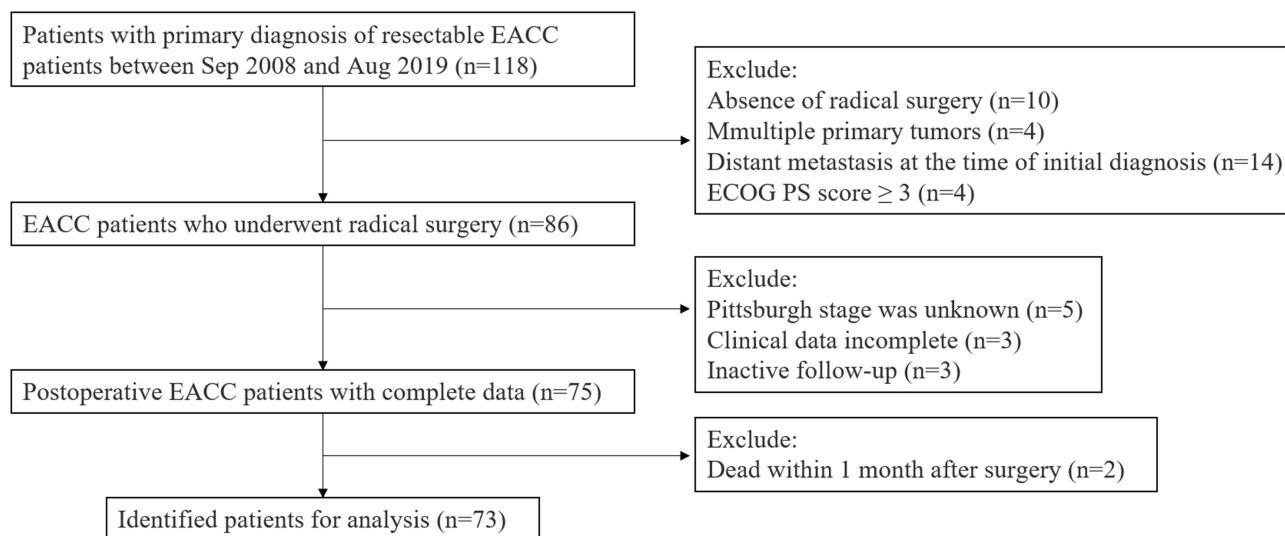 Patients with primary diagnosis of resectable EACC
patients between Sep 2008 and Aug 2019 (n=118)
Exclude:
Absence of radical surgery (n=10)
Mmultiple primary tumors (n=4)
Distant metastasis at the time of initial diagnosis (n=14)
ECOG PS score ≥ 3 (n=4)
EACC patients who underwent radical surgery (n=86)
Exclude:
Pittsburgh stage was unknown (n=5)
Clinical data incomplete (n=3)
Inactive follow-up (n=3)
Postoperative EACC patients with complete data (n=75)
Exclude:
Dead within 1 month after surgery (n=2)
Identified patients for analysis (n=73)